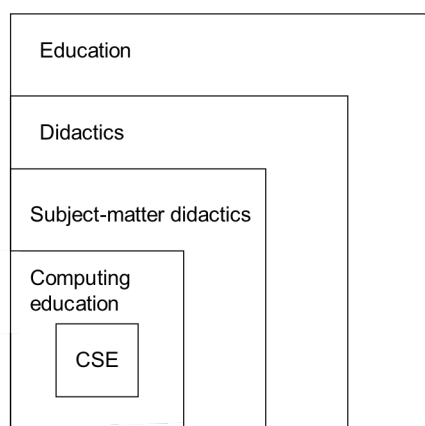 Education
Didactics
Subject-matter didactics
Computing
education
CSE